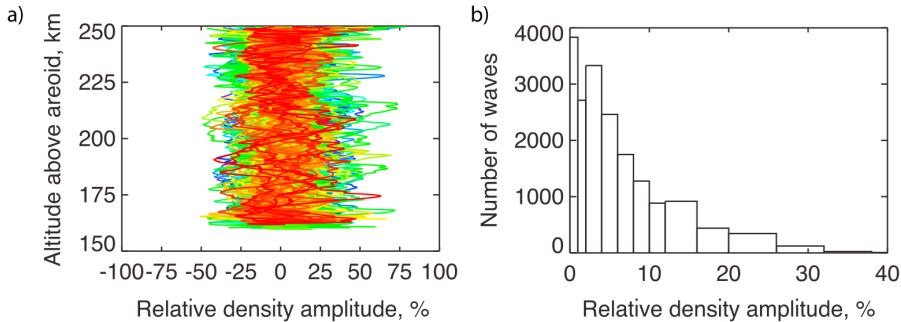 a)
250
225
200
175
150
Altitude above areoid, km
-100 -75 -50 -25 0 25 50 75 100
Relative density amplitude, %
b)
4000
3000
2000
1000
0
Number of waves
0 10 20 30 40
Relative density amplitude, %